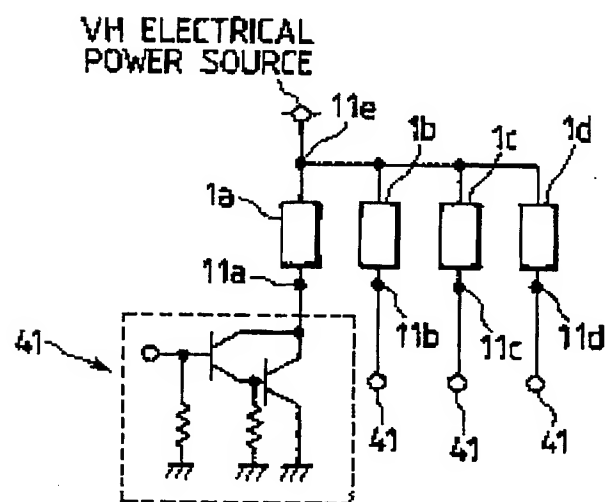 VH ELECTRICAL
POWER SOURCE
11e
1b
1c
1d
1a
11a
11b
11c
11d
41
41
41
41